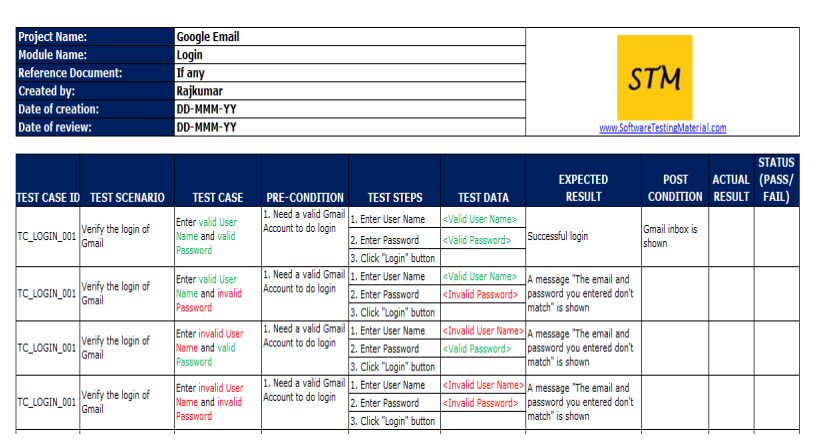 Project Name: Google Email
Module Name: Login
Reference Document: If any
Created by: Rajkumar
Date of creation: DD-MMM-YY
Date of review: DD-MMM-YY
STM
www.SoftwareTestingMaterial.com
TEST CASE ID TEST SCENARIO TEST CASE PRE-CONDITION TEST STEPS TEST DATA EXPECTED RESULT POST CONDITION ACTUAL RESULT STATUS (PASS/ FAIL)
TC_LOGIN_001
Verify the login of
Gmail
Enter valid User
Name and valid
Password
1. Need a valid Gmail
Account to do login
1. Enter User Name <Valid User Name>
2. Enter Password <Valid Password>
3. Click "Login" button
Successful login
Gmail inbox is
shown
TC_LOGIN_001
Verify the login of
Gmail
Enter valid User
Name and invalid
Password
1. Need a valid Gmail
Account to do login
1. Enter User Name <Valid User Name>
2. Enter Password <Invalid Password>
3. Click "Login" button
A message "The email and
password you entered don't
match" is shown
TC_LOGIN_001
Verify the login of
Gmail
Enter invalid User
Name and valid
Password
1. Need a valid Gmail
Account to do login
1. Enter User Name <Invalid User Name>
2. Enter Password <Valid Password>
3. Click "Login" button
A message "The email and
password you entered don't
match" is shown
TC_LOGIN_001
Verify the login of
Gmail
Enter invalid User
Name and invalid
Password
1. Need a valid Gmail
Account to do login
1. Enter User Name <Invalid User Name>
2. Enter Password <Invalid Password>
3. Click "Login" button
A message "The email and
password you entered don't
match" is shown